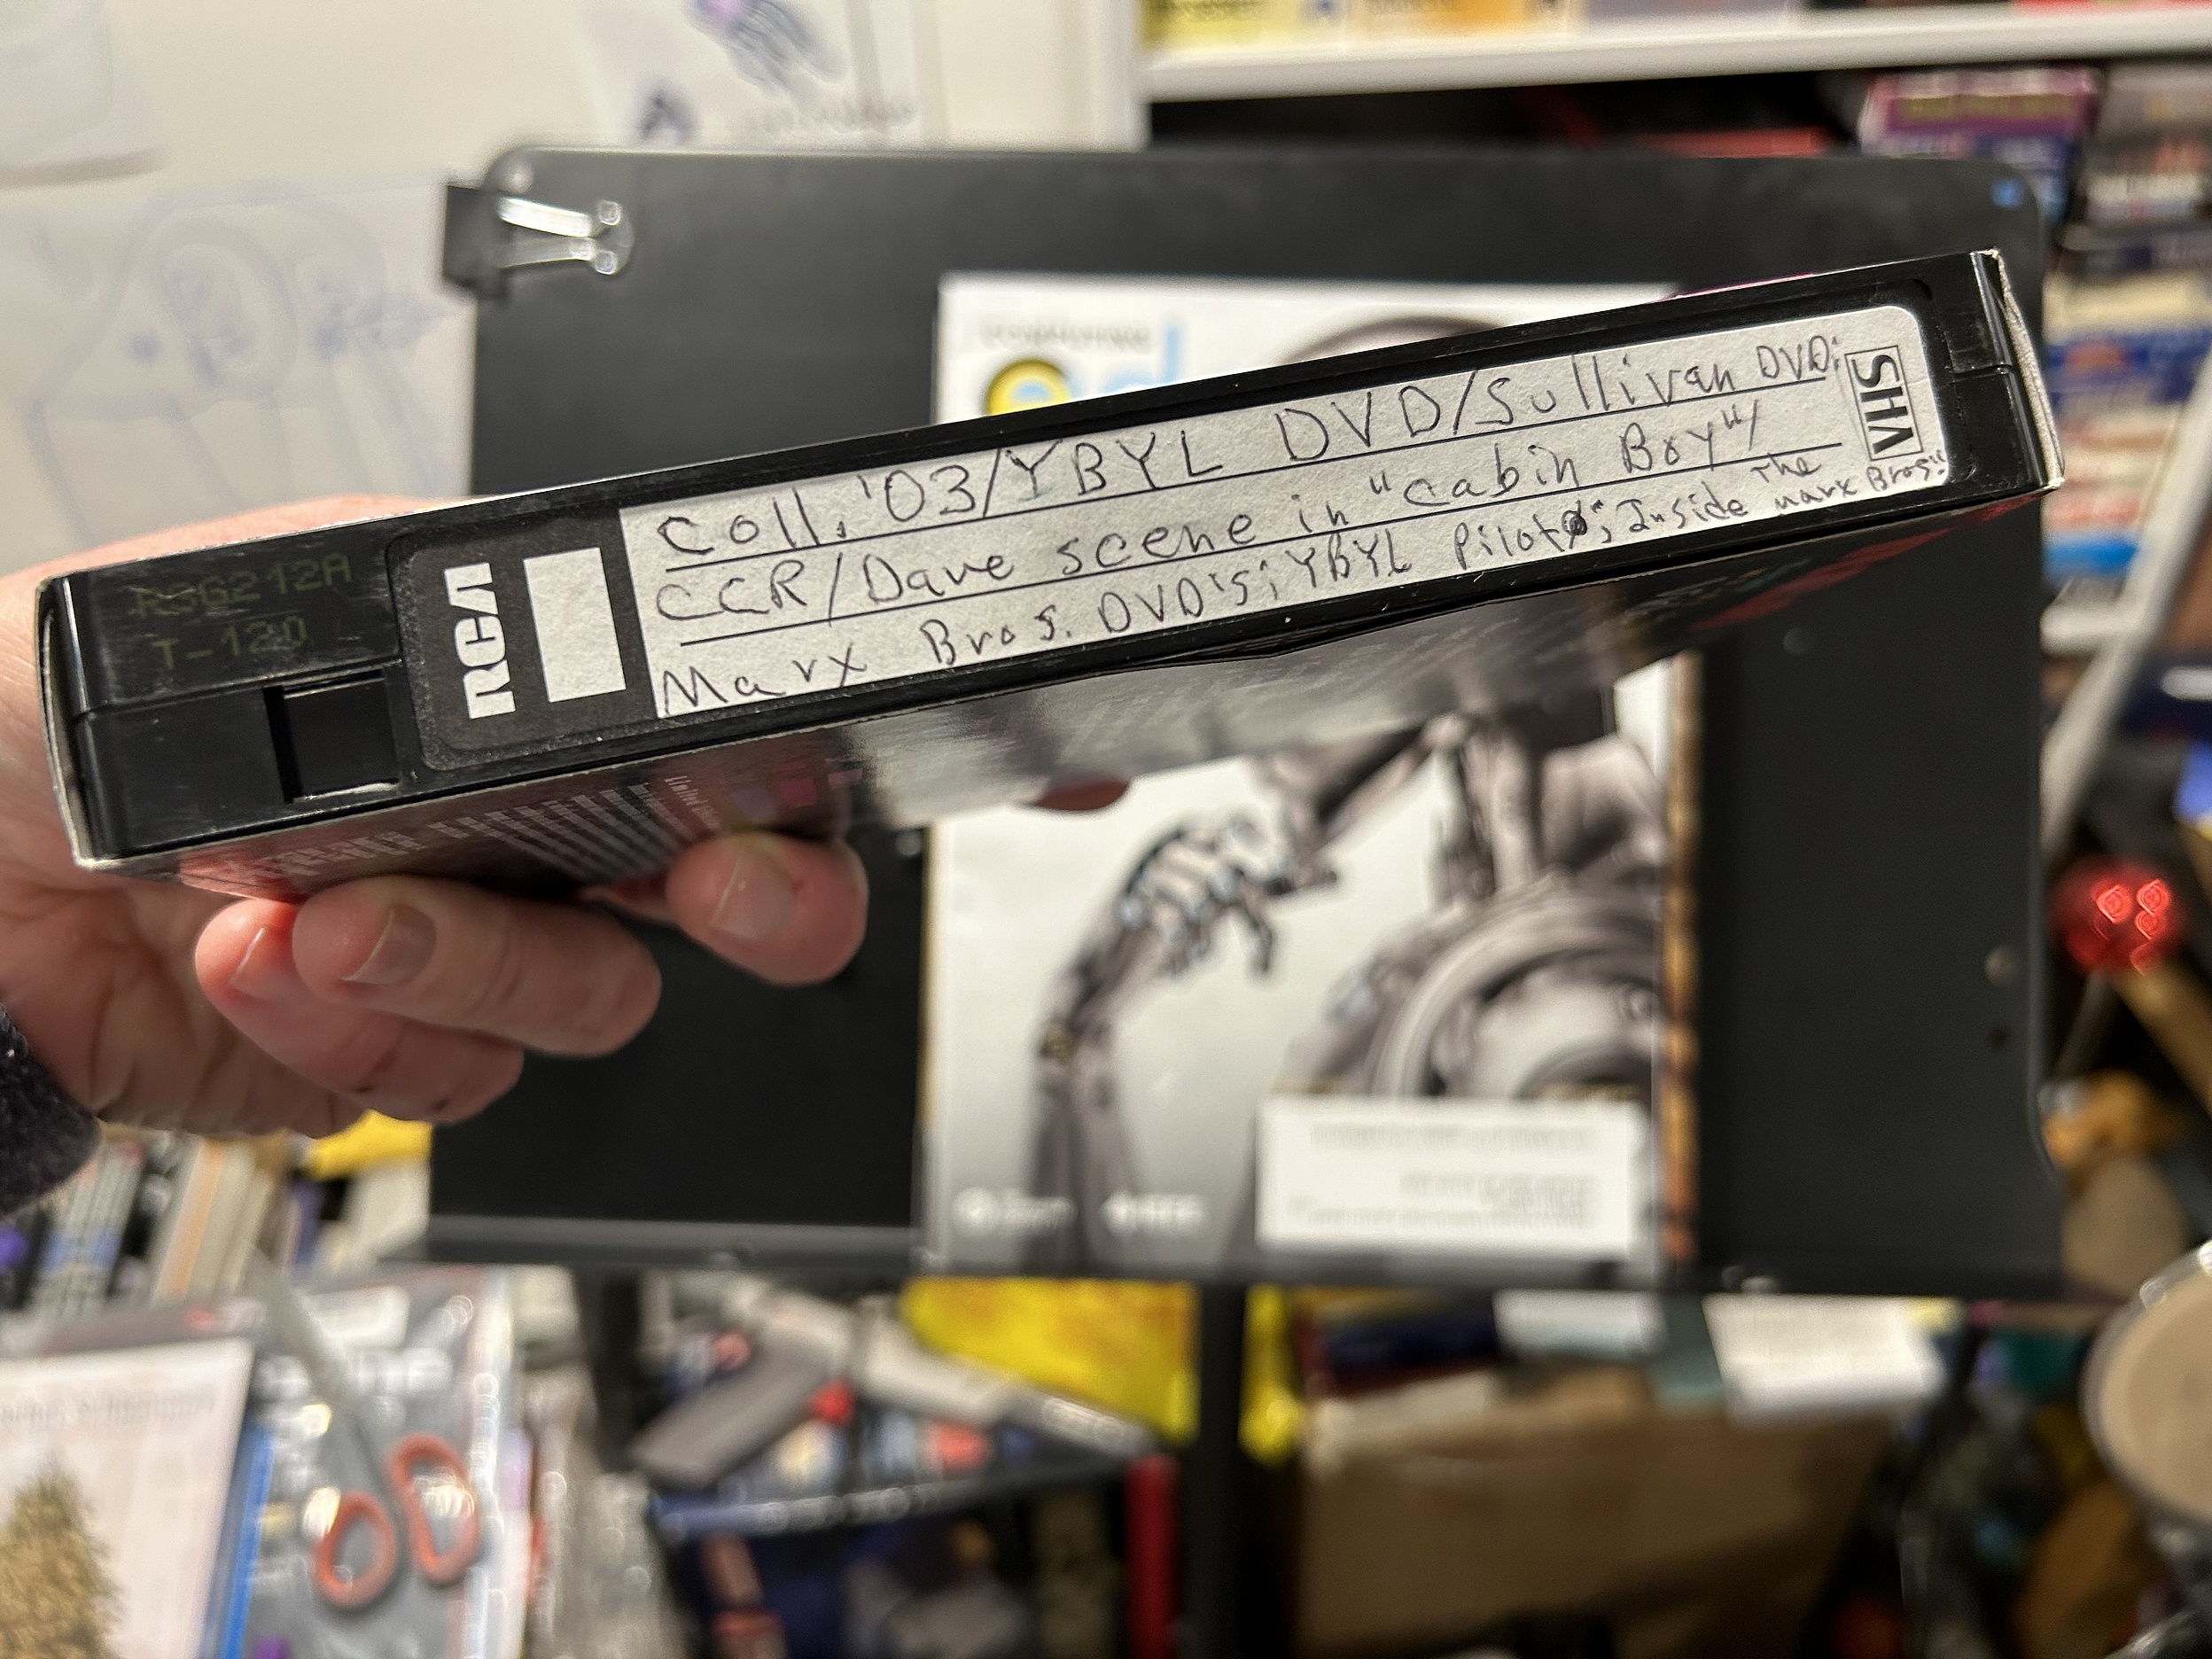 R3G212A
T-120
RCA
Coll. '03/YBYL DVD/Sullivan DVD;
CCR/Dave scene in "Cabin Boy"/
Marx Bros. DVD's; YBYL Pilot; "Inside The Marx Bros."
VHS